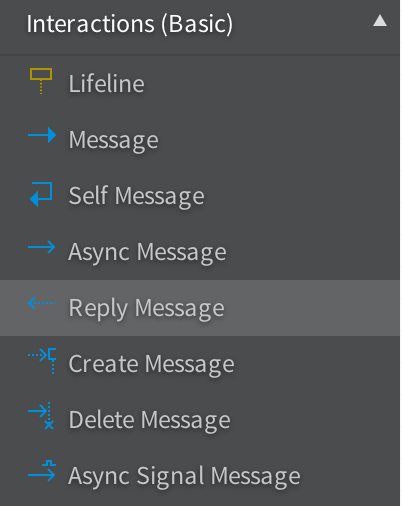 Interactions (Basic)
Lifeline
Message
Self Message
Async Message
Reply Message
Create Message
Delete Message
Async Signal Message